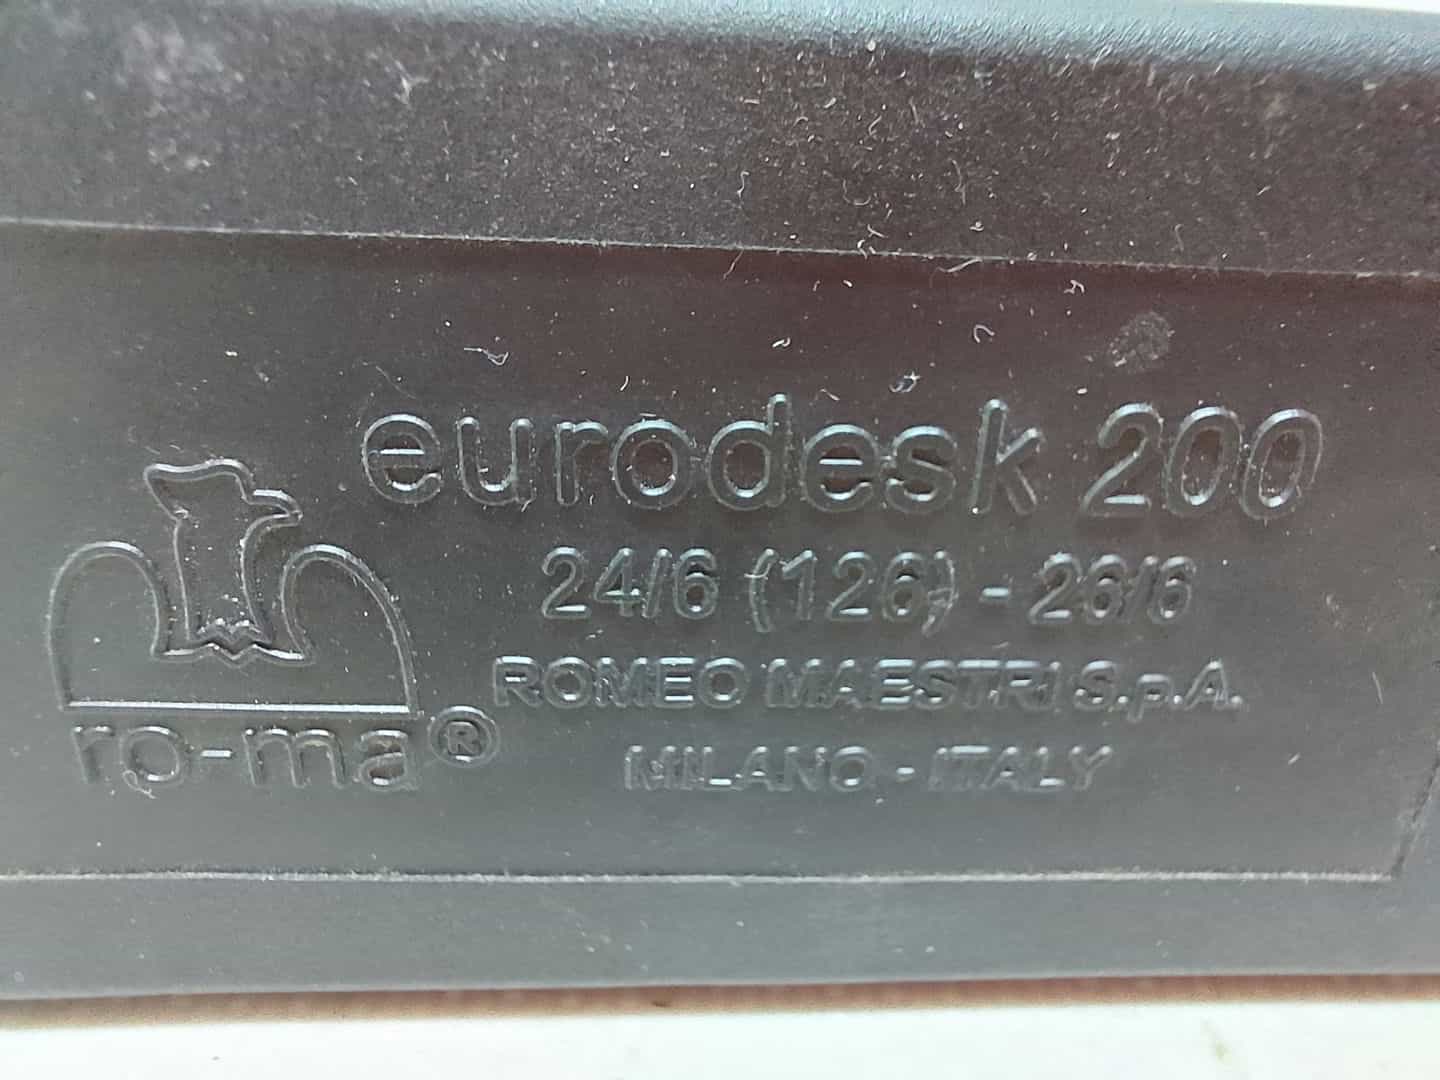 eurodesk 200
24/6 (126) - 26/6
ROMEO MAESTRI S.p.A.
MILANO - ITALY
ro-ma®